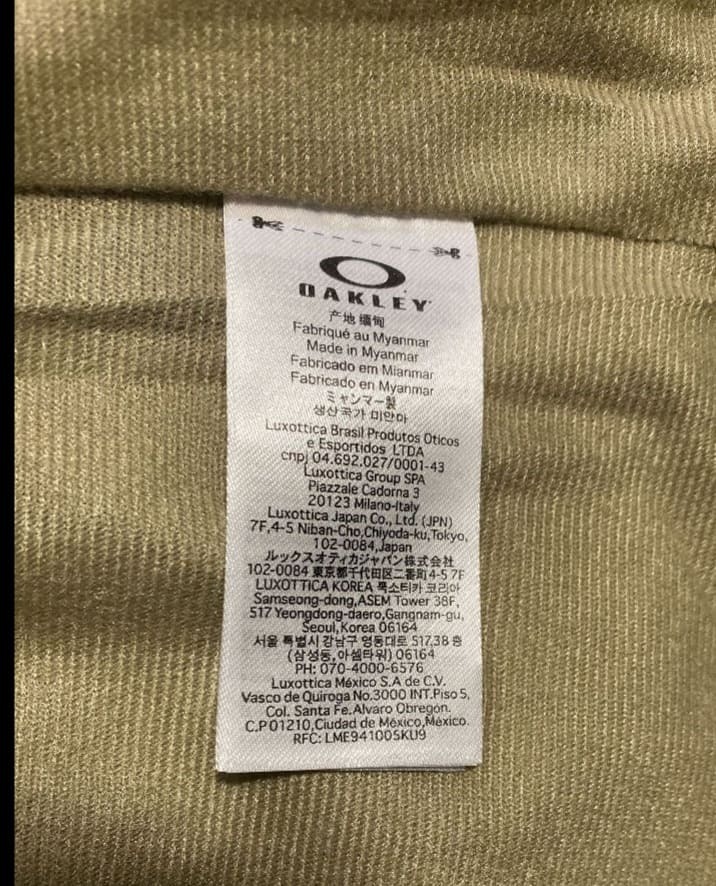 OAKLEY
产地 缅甸
Fabriqué au Myanmar
Made in Myanmar
Fabricado em Mianmar
Fabricado en Myanmar
ミャンマー製
생산국가 미얀마
Luxottica Brasil Produtos Oticos
e Esportidos LTDA
cnpj 04.692.027/0001-43
Luxottica Group SPA
Piazzale Cadorna 3
20123 Milano-Italy
Luxottica Japan Co., Ltd. (JPN)
7F,4-5 Niban-Cho,Chiyoda-ku,Tokyo,
102-0084,Japan
ルックスオティカジャパン株式会社
102-0084 東京都千代田区二番町4-5 7F
LUXOTTICA KOREA 룩소티카 코리아
Samseong-dong,ASEM Tower 38F,
517 Yeongdong-daero,Gangnam-gu,
Seoul,Korea 06164
서울 특별시 강남구 영동대로 517,38 층
(삼성동,아셈타워) 06164
PH: 070-4000-6576
Luxottica México S.A de C.V.
Vasco de Quiroga No.3000 INT.Piso 5,
Col. Santa Fe.Alvaro Obregón.
C.P 01210,Ciudad de México,México.
RFC: LME941005KU9